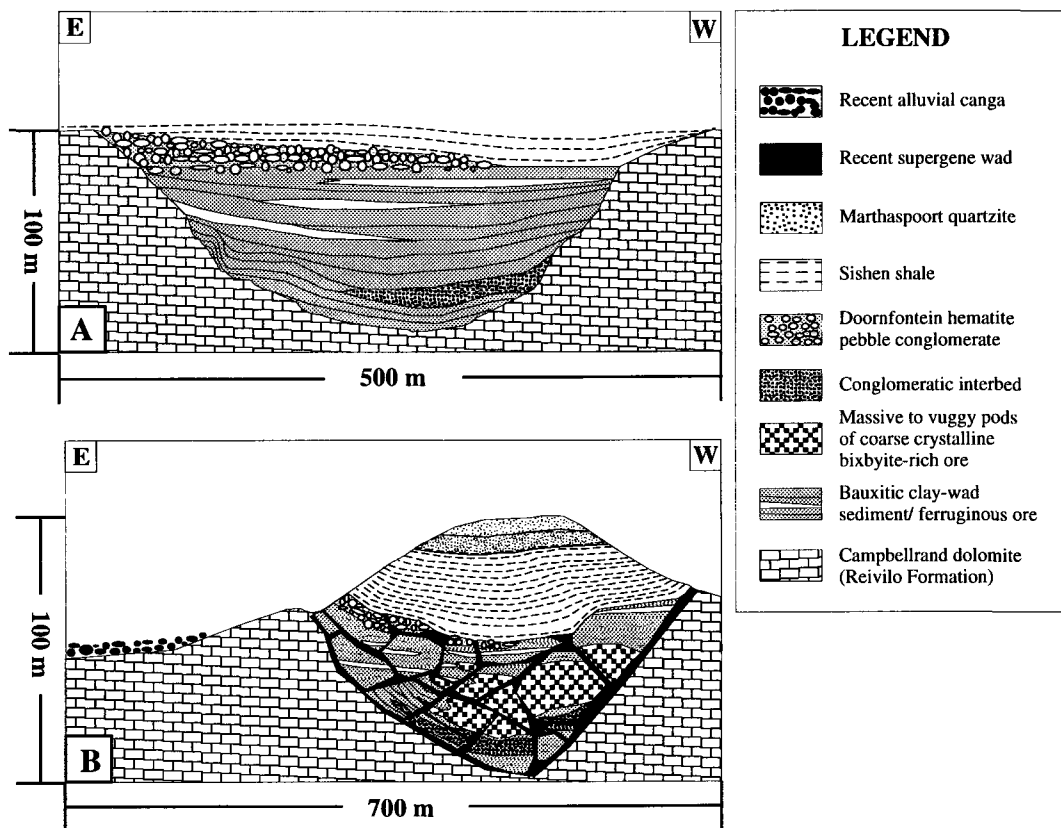 E
W
100 m
A
500 m
E
W
100 m
B
700 m
LEGEND
Recent alluvial canga
Recent supergene wad
Marthaspoort quartzite
Sishen shale
Doornfontein hematite
pebble conglomerate
Conglomeratic interbed
Massive to vuggy pods
of coarse crystalline
bixbyite-rich ore
Bauxitic clay-wad
sediment/ ferruginous ore
Campbellrand dolomite
(Reivilo Formation)